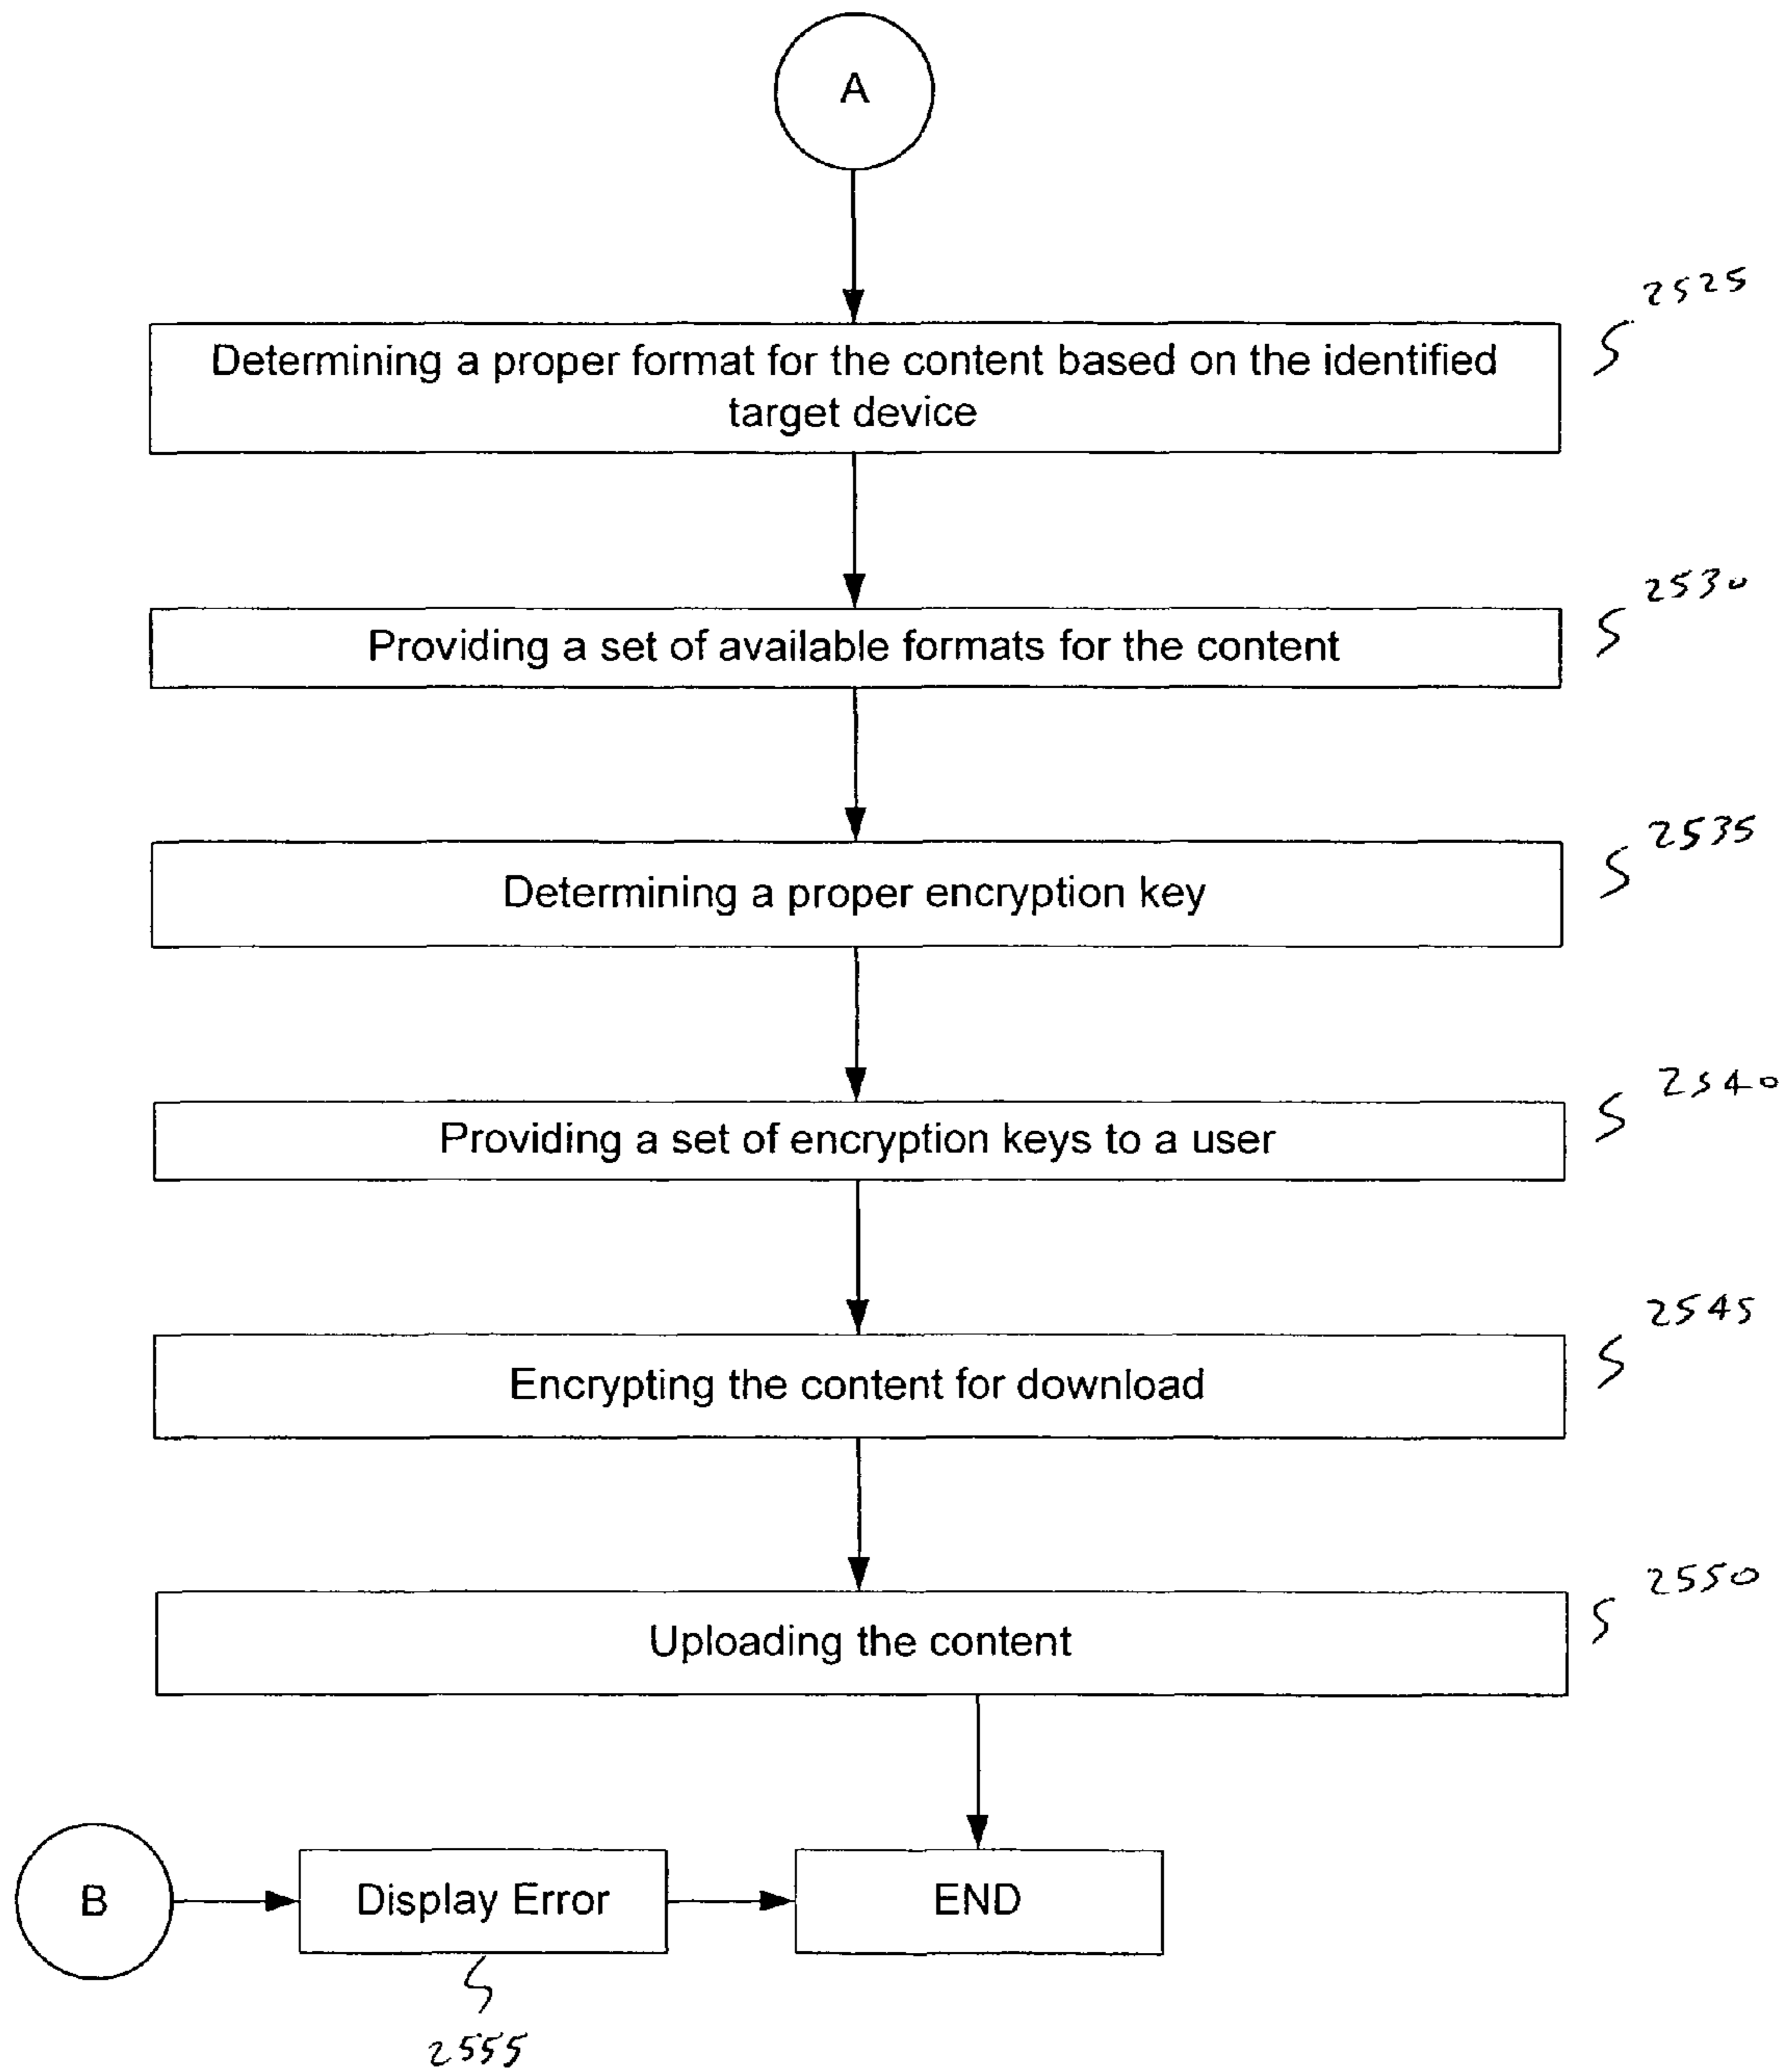 A
2525
Determining a proper format for the content based on the identified
target device
2530
Providing a set of available formats for the content
2535
Determining a proper encryption key
2540
Providing a set of encryption keys to a user
2545
Encrypting the content for download
2550
Uploading the content
B
Display Error
END
2555